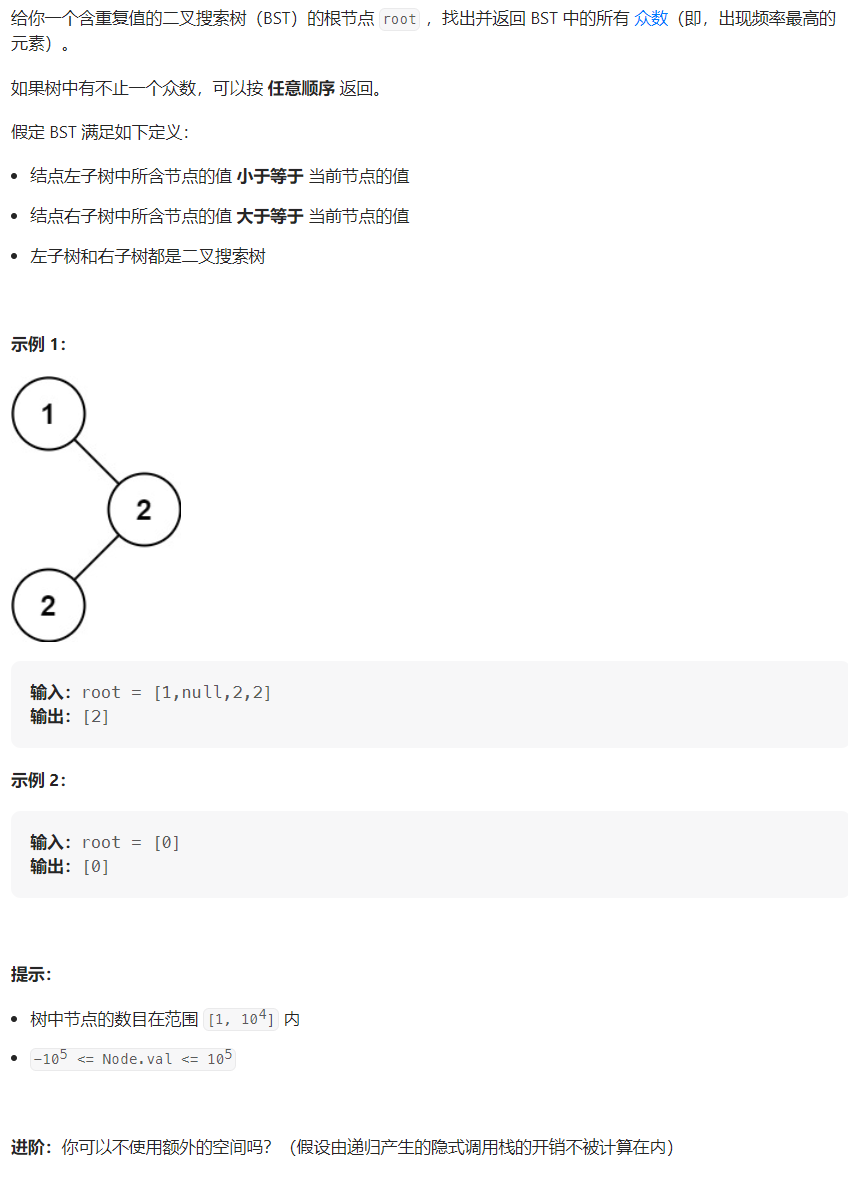 给你一个含重复值的二叉搜索树（BST）的根节点 root ，找出并返回 BST 中的所有 众数（即，出现频率最高的
元素）。
如果树中有不止一个众数，可以按 任意顺序 返回。
假定 BST 满足如下定义：
• 结点左子树中所含节点的值 小于等于 当前节点的值
• 结点右子树中所含节点的值 大于等于 当前节点的值
• 左子树和右子树都是二叉搜索树
示例 1：
1
2
2
输入：root = [1,null,2,2]
输出：[2]
示例 2：
输入：root = [0]
输出：[0]
提示：
• 树中节点的数目在范围 [1, 10⁴] 内
• -10⁵ <= Node.val <= 10⁵
进阶：你可以不使用额外的空间吗？（假设由递归产生的隐式调用栈的开销不被计算在内）